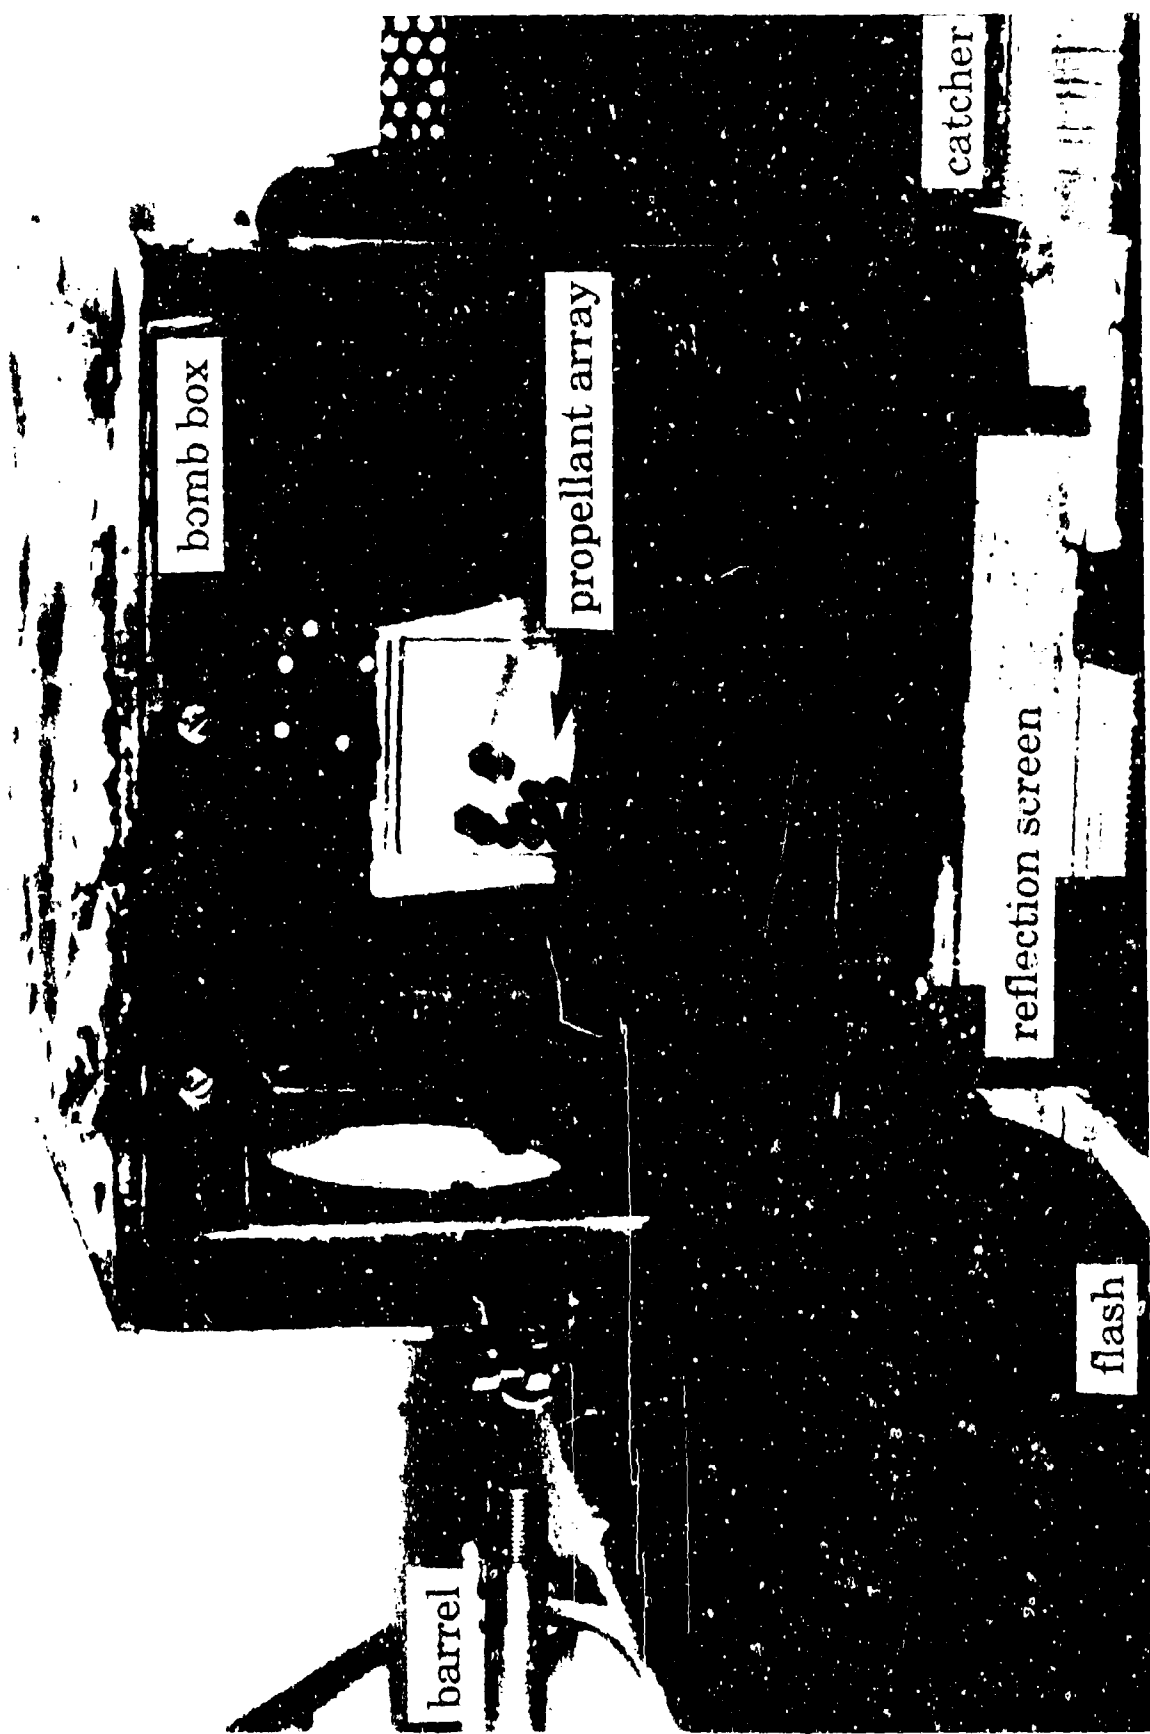 catcher
bomb box
propellant array
reflection screen
flash
barrel